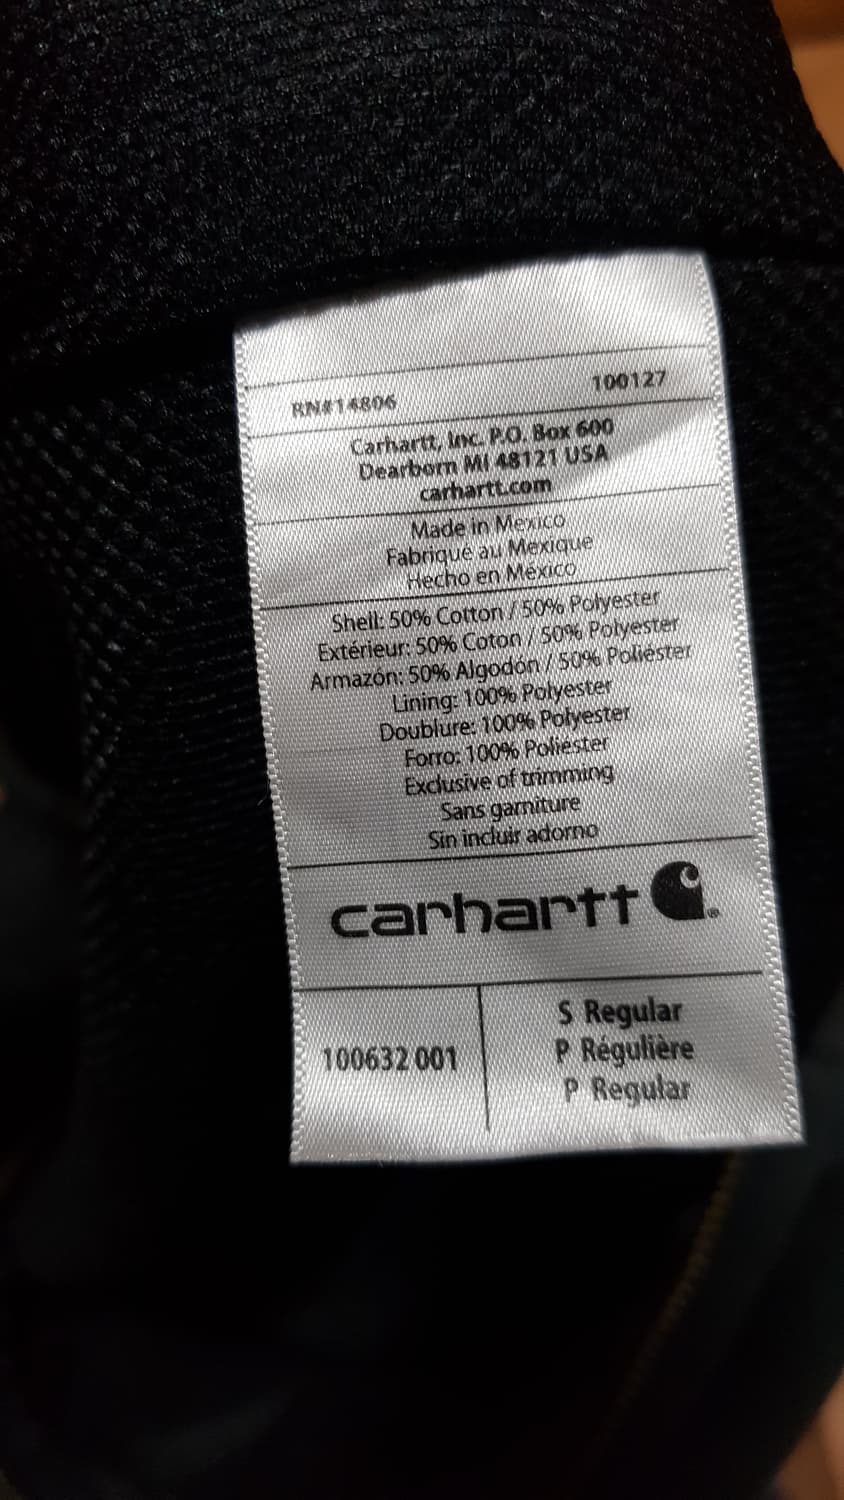 RN#14806 100127
Carhartt, Inc. P.O. Box 600
Dearborn MI 48121 USA
carhartt.com
Made in Mexico
Fabriqué au Mexique
Hecho en México
Shell: 50% Cotton / 50% Polyester
Extérieur: 50% Coton / 50% Polyester
Armazón: 50% Algodón / 50% Poliéster
Lining: 100% Polyester
Doublure: 100% Polyester
Forro: 100% Poliéster
Exclusive of trimming
Sans garniture
Sin incluir adorno
carhartt
100632 001
S Regular
P Régulière
P Regular